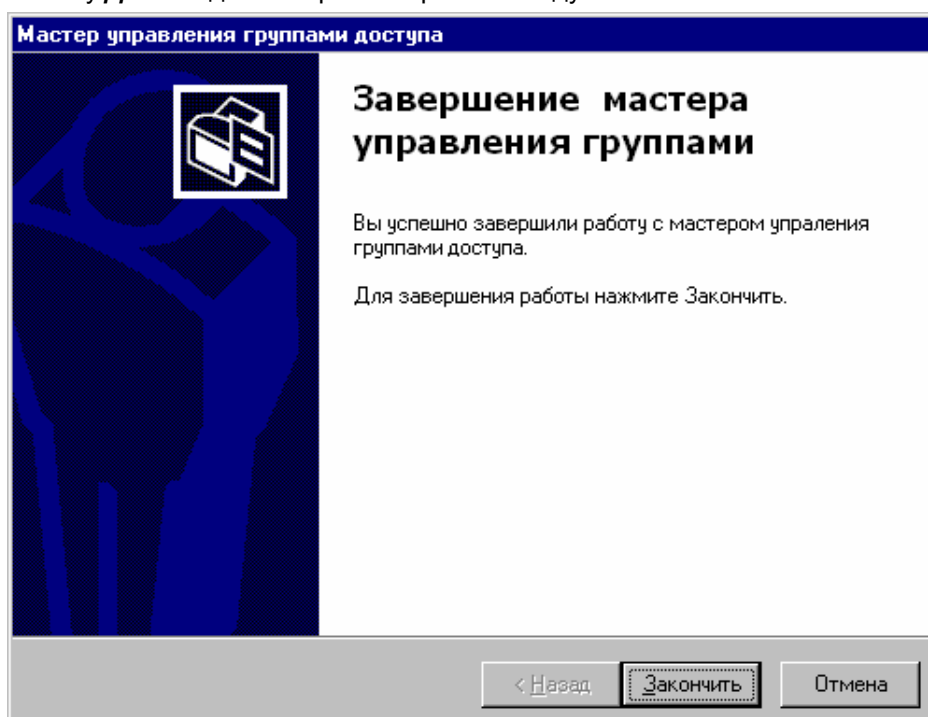 Мастер управления группами доступа
Завершение мастера
управления группами
Вы успешно завершили работу с мастером упраления
группами доступа.
Для завершения работы нажмите Закончить.
< Назад
Закончить
Отмена